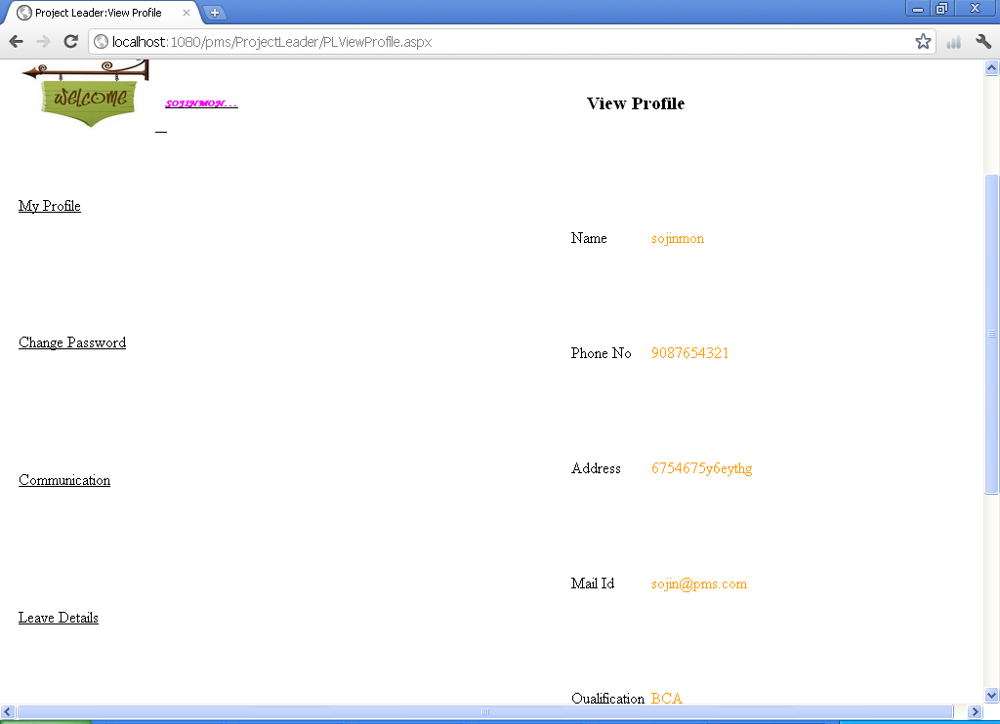 Project Leader:View Profile
localhost:1080/pms/ProjectLeader/PLViewProfile.aspx
Welcome
SOJINMON...
View Profile
My Profile
Name sojinmon
Change Password
Phone No 9087654321
Address 6754675y6eythg
Communication
Mail Id sojin@pms.com
Leave Details
Qualification BCA